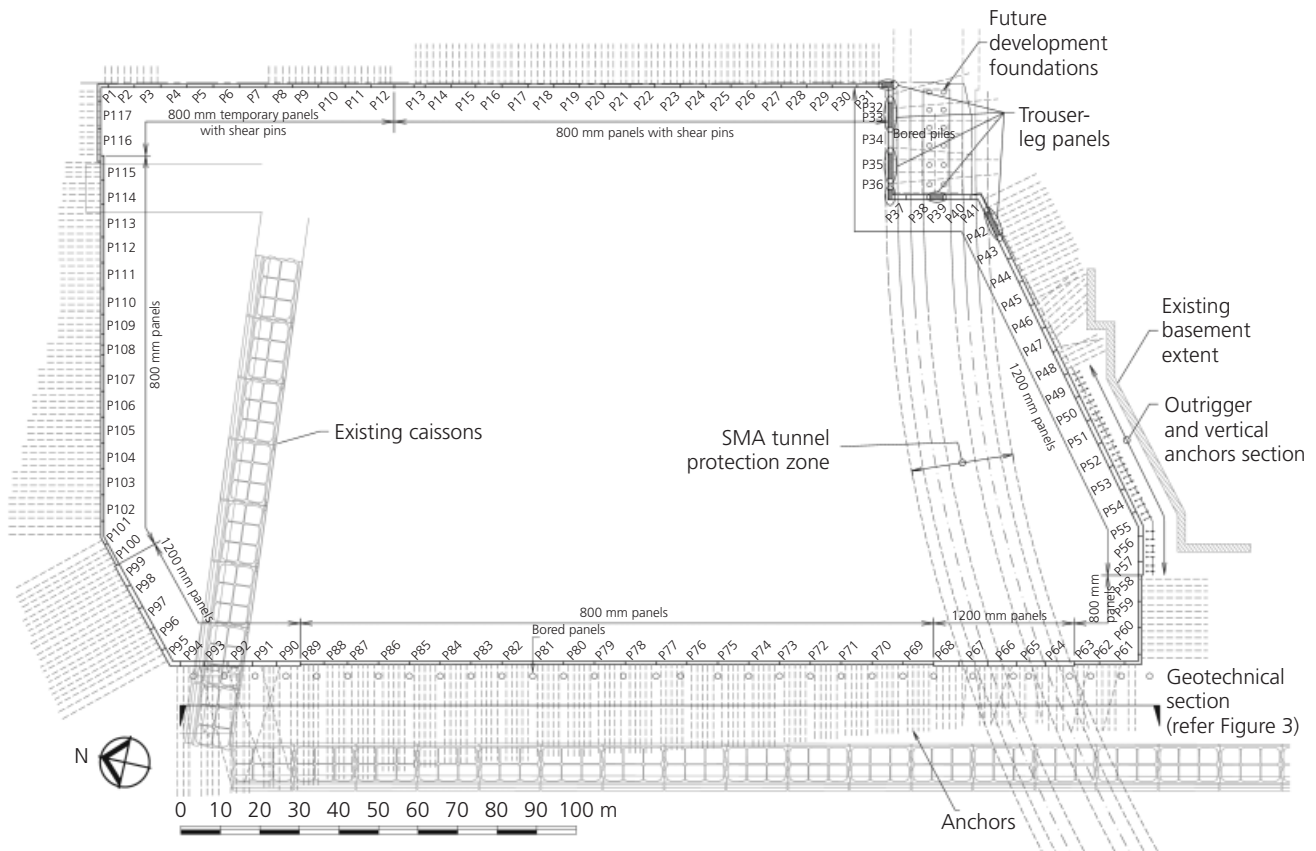 Future
development
foundations
Trouser-
leg panels
P1 P2 P3 P4 P5 P6 P7 P8 P9 P10 P11 P12 P13 P14 P15 P16 P17 P18 P19 P20 P21 P22 P23 P24 P25 P26 P27 P28 P29 P30 P31
800 mm temporary panels
with shear pins
800 mm panels with shear pins
P32
P33
Bored piles
P34
P35
P36
P37 P38 P39 P40 P41
P42
P43
P44
P45
P46
P47
P48
P49
P50
P51
P52
P53
P54
P55
P56
P57
P58
P59
P60
P117
P116
P115
P114
P113
P112
P111
P110
P109
P108
P107
P106
P105
P104
P103
P102
P101
P100
P99
P98
P97
P96
P95
800 mm panels
1200 mm panels
Existing caissons
SMA tunnel
protection zone
1200 mm panels
Existing
basement
extent
Outrigger
and vertical
anchors section
800 mm panels
1200 mm panels
800 mm
panels
Bored panels
P94 P93 P92 P91 P90 P89 P88 P87 P86 P85 P84 P83 P82 P81 P80 P79 P78 P77 P76 P75 P74 P73 P72 P71 P70 P69 P68 P67 P66 P65 P64 P63 P62 P61
Geotechnical
section
(refer Figure 3)
N
0 10 20 30 40 50 60 70 80 90 100 m
Anchors